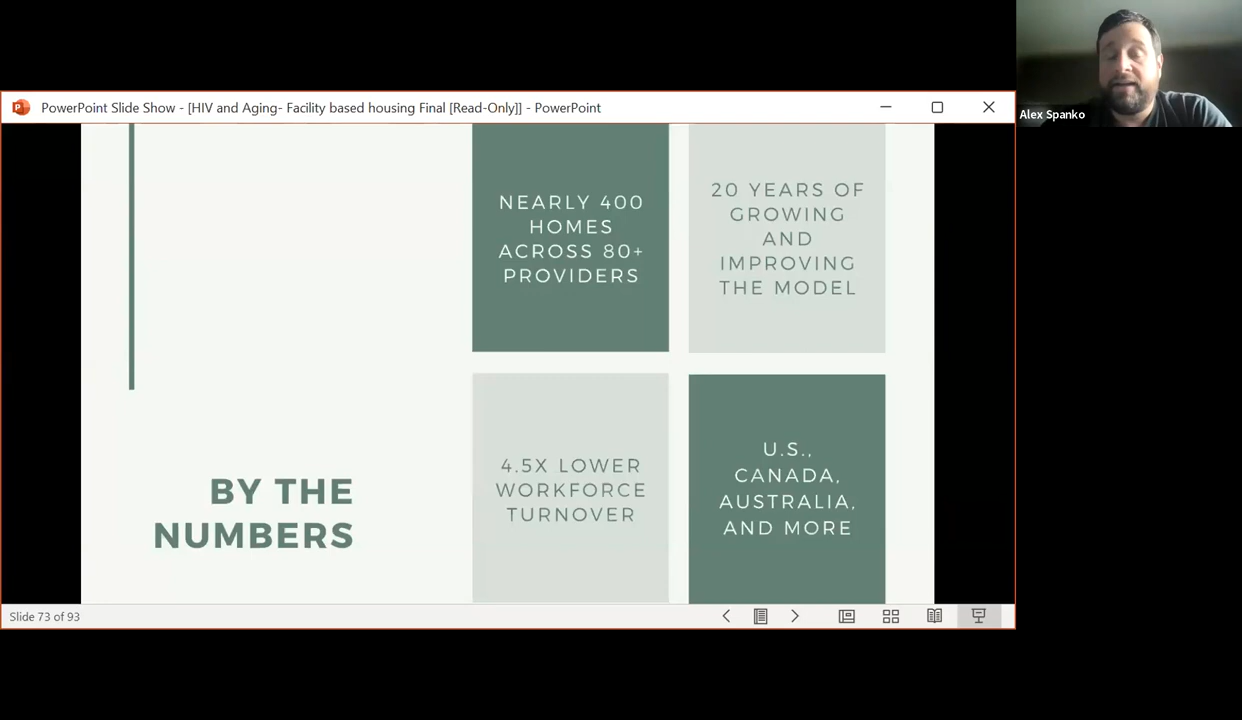 PowerPoint Slide Show - [HIV and Aging- Facility based housing Final [Read-Only]] - PowerPoint
Alex Spanko
NEARLY 400
HOMES
ACROSS 80+
PROVIDERS
20 YEARS OF
GROWING
AND
IMPROVING
THE MODEL
BY THE
NUMBERS
4.5X LOWER
WORKFORCE
TURNOVER
U.S.,
CANADA,
AUSTRALIA,
AND MORE
Slide 73 of 93